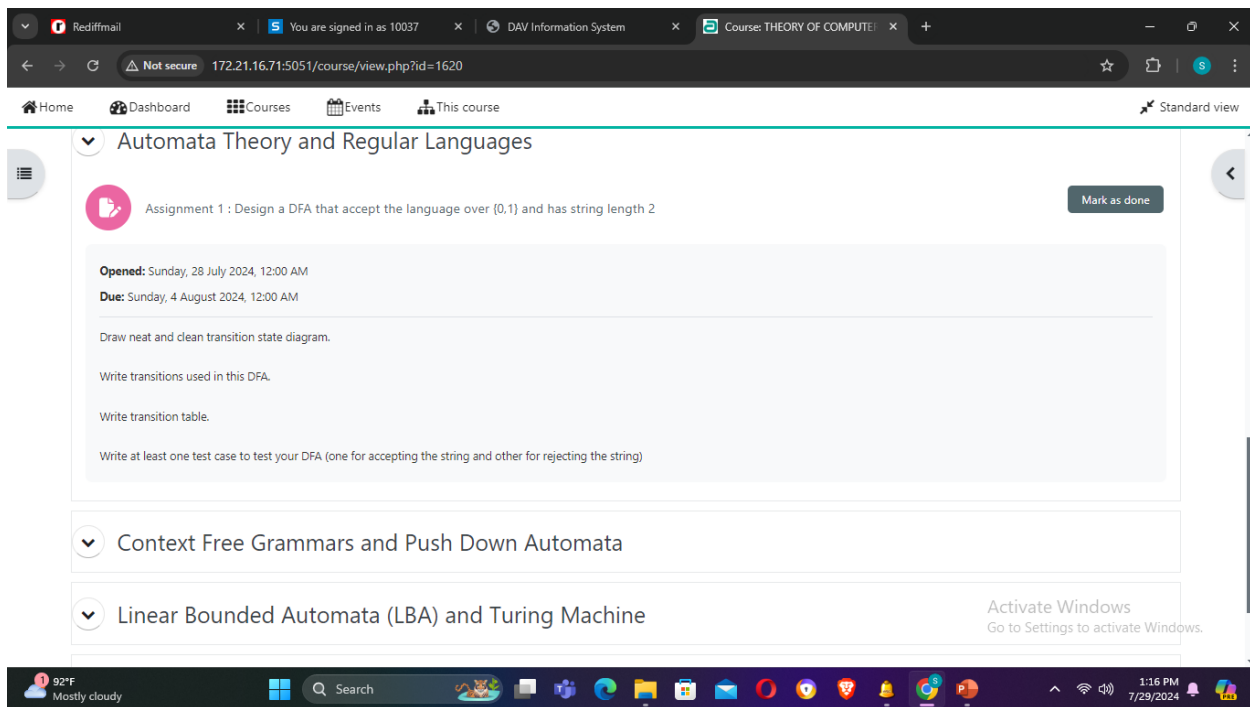 Rediffmail
You are signed in as 10037
DAV Information System
Course: THEORY OF COMPUTER
Not secure 172.21.16.71:5051/course/view.php?id=1620
Home Dashboard Courses Events This course Standard view
Automata Theory and Regular Languages
Assignment 1 : Design a DFA that accept the language over {0,1} and has string length 2
Mark as done
Opened: Sunday, 28 July 2024, 12:00 AM
Due: Sunday, 4 August 2024, 12:00 AM
Draw neat and clean transition state diagram.
Write transitions used in this DFA.
Write transition table.
Write at least one test case to test your DFA (one for accepting the string and other for rejecting the string)
Context Free Grammars and Push Down Automata
Linear Bounded Automata (LBA) and Turing Machine
Activate Windows
Go to Settings to activate Windows.
1
92°F
Mostly cloudy
Search
1:16 PM
7/29/2024